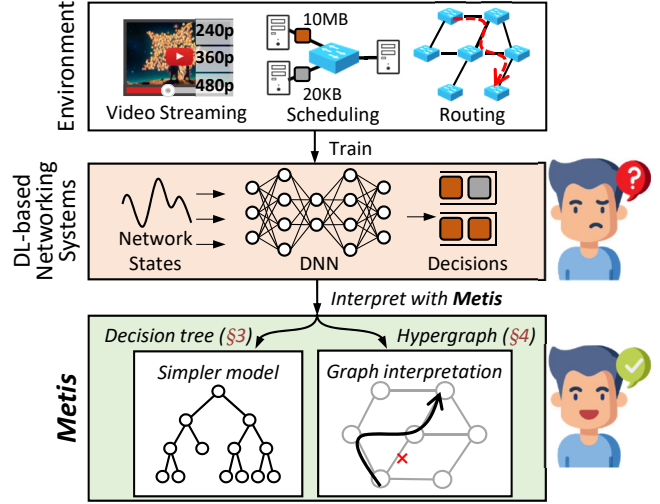 Environment
240p
360p
480p
Video Streaming
10MB
20KB
Scheduling
Routing
Train
DL-based
Networking
Systems
Network
States
DNN
Decisions
?
Interpret with Metis
Metis
Decision tree (§3)
Hypergraph (§4)
Simpler model
Graph interpretation